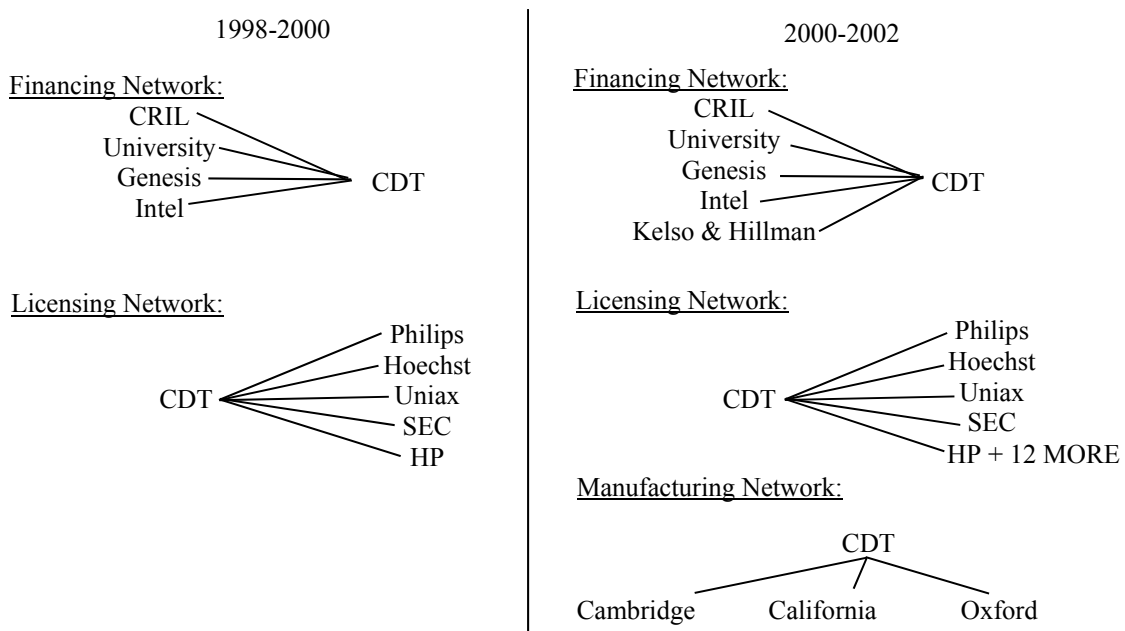 1998-2000
Financing Network:
CRIL
University
Genesis
Intel
CDT
Licensing Network:
CDT
Philips
Hoechst
Uniax
SEC
HP
2000-2002
Financing Network:
CRIL
University
Genesis
Intel
Kelso & Hillman
CDT
Licensing Network:
CDT
Philips
Hoechst
Uniax
SEC
HP + 12 MORE
Manufacturing Network:
CDT
Cambridge California Oxford